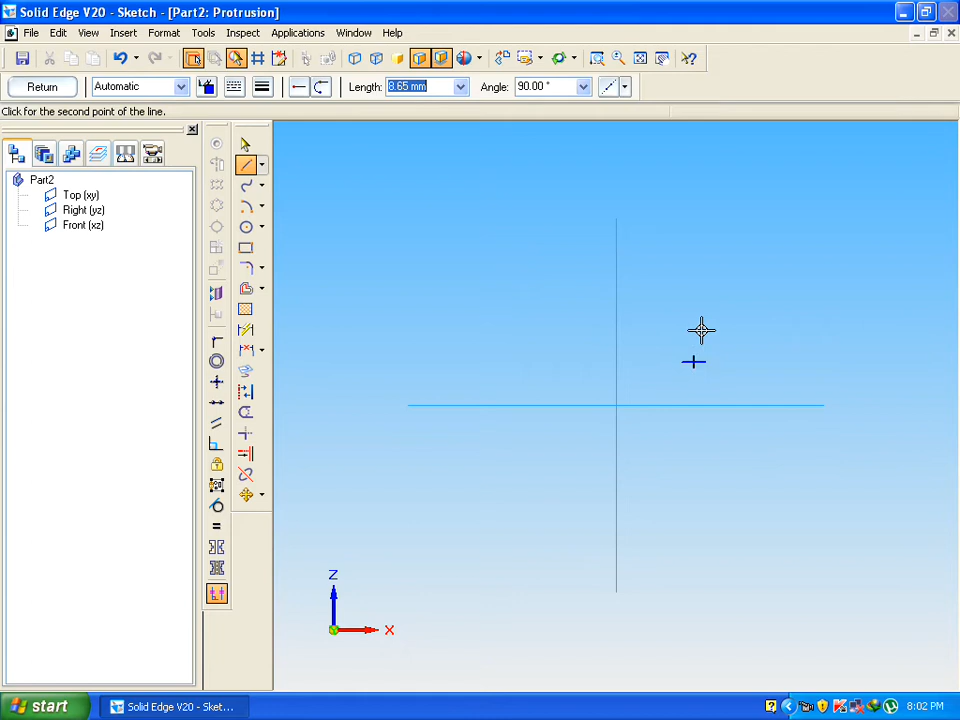 Solid Edge V20 - Sketch - [Part2: Protrusion]
File Edit View Insert Format Tools Inspect Applications Window Help
Return Automatic Length: 8.65 mm Angle: 90.00 °
Click for the second point of the line.
Part2
Top (xy)
Right (yz)
Front (xz)
Z
X
start Solid Edge V20 - Sket... 8:02 PM